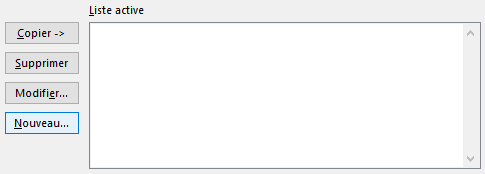 Liste active
Copier ->
Supprimer
Modifier...
Nouveau...